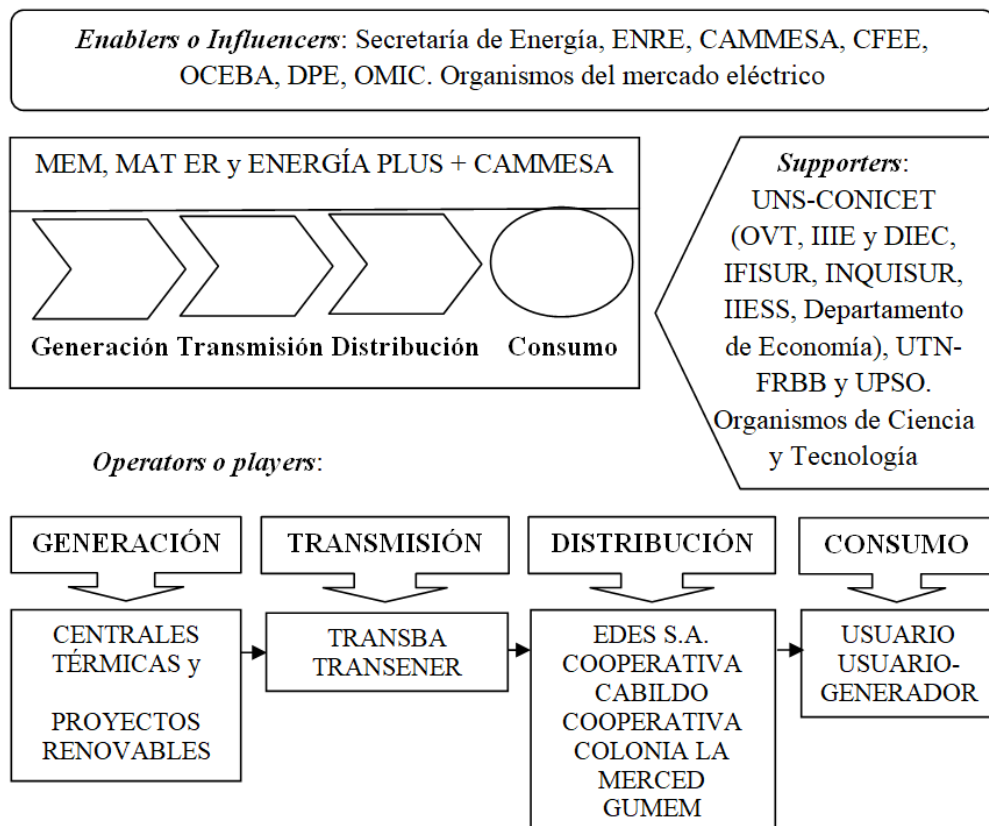 Enablers o Influencers: Secretaría de Energía, ENRE, CAMMESA, CFEE,
OCEBA, DPE, OMIC. Organismos del mercado eléctrico
MEM, MAT ER y ENERGÍA PLUS + CAMMESA
Generación Transmisión Distribución Consumo
Supporters:
UNS-CONICET
(OVT, IIIE y DIEC,
IFISUR, INQUISUR,
IIESS, Departamento
de Economía), UTN-
FRBB y UPSO.
Organismos de Ciencia
y Tecnología
Operators o players:
GENERACIÓN
CENTRALES
TÉRMICAS y
PROYECTOS
RENOVABLES
TRANSMISIÓN
TRANSBA
TRANSENER
DISTRIBUCIÓN
EDES S.A.
COOPERATIVA
CABILDO
COOPERATIVA
COLONIA LA
MERCED
GUMEM
CONSUMO
USUARIO
USUARIO-
GENERADOR